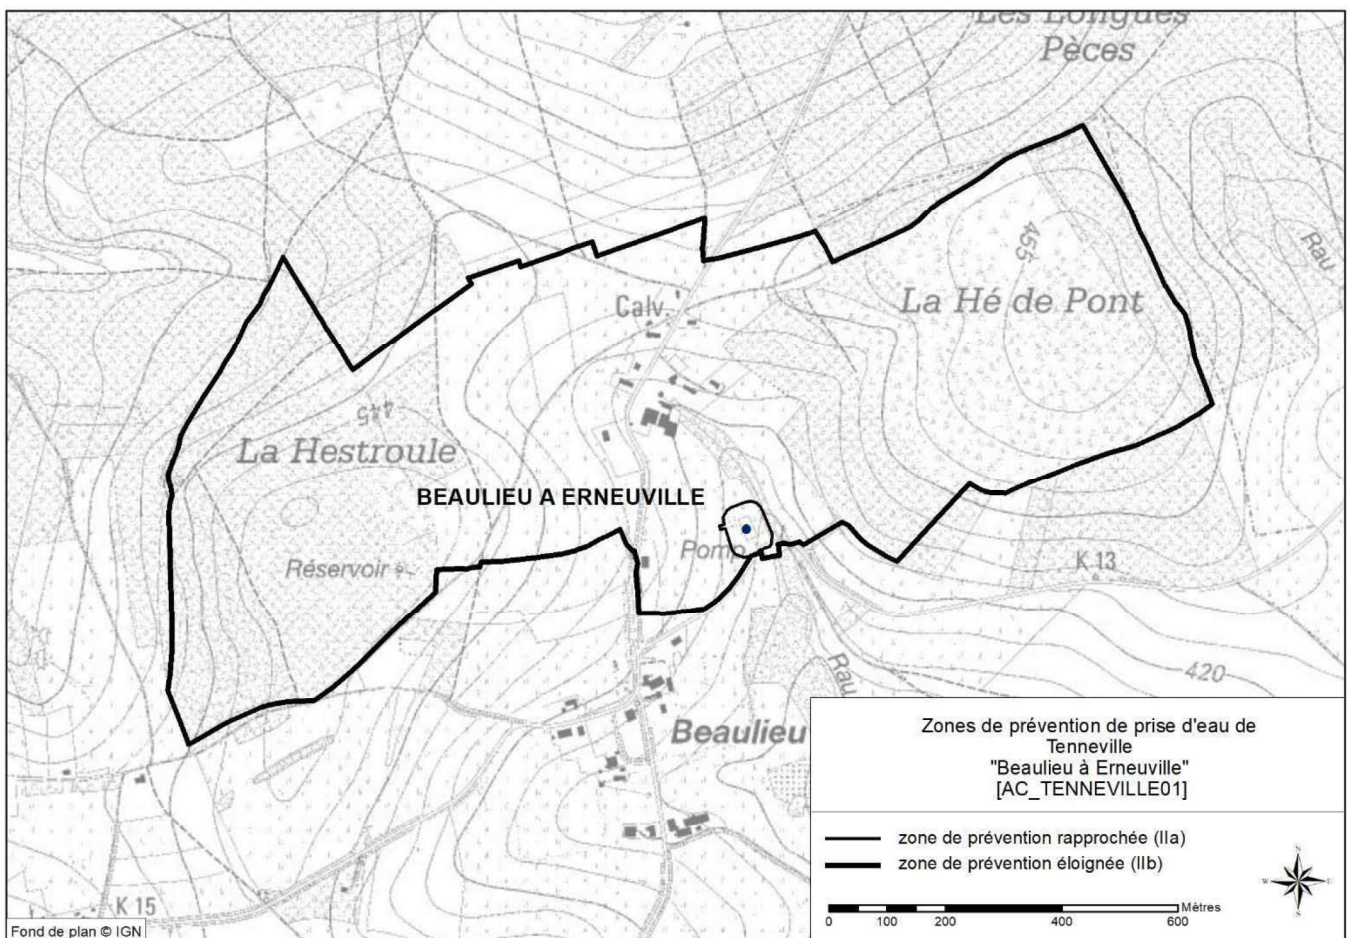 Les Longues
Pèces
Rau
455
La Hé de Pont
Calv.
445
La Hestroule
BEAULIEU A ERNEUVILLE
Pomp
Réservoir
K 13
420
Rau
Beaulieu
K 15
Zones de prévention de prise d'eau de
Tenneville
"Beaulieu à Erneuville"
[AC_TENNEVILLE01]
zone de prévention rapprochée (IIa)
zone de prévention éloignée (IIb)
N
W E
S
Mètres
0 100 200 400 600
Fond de plan © IGN